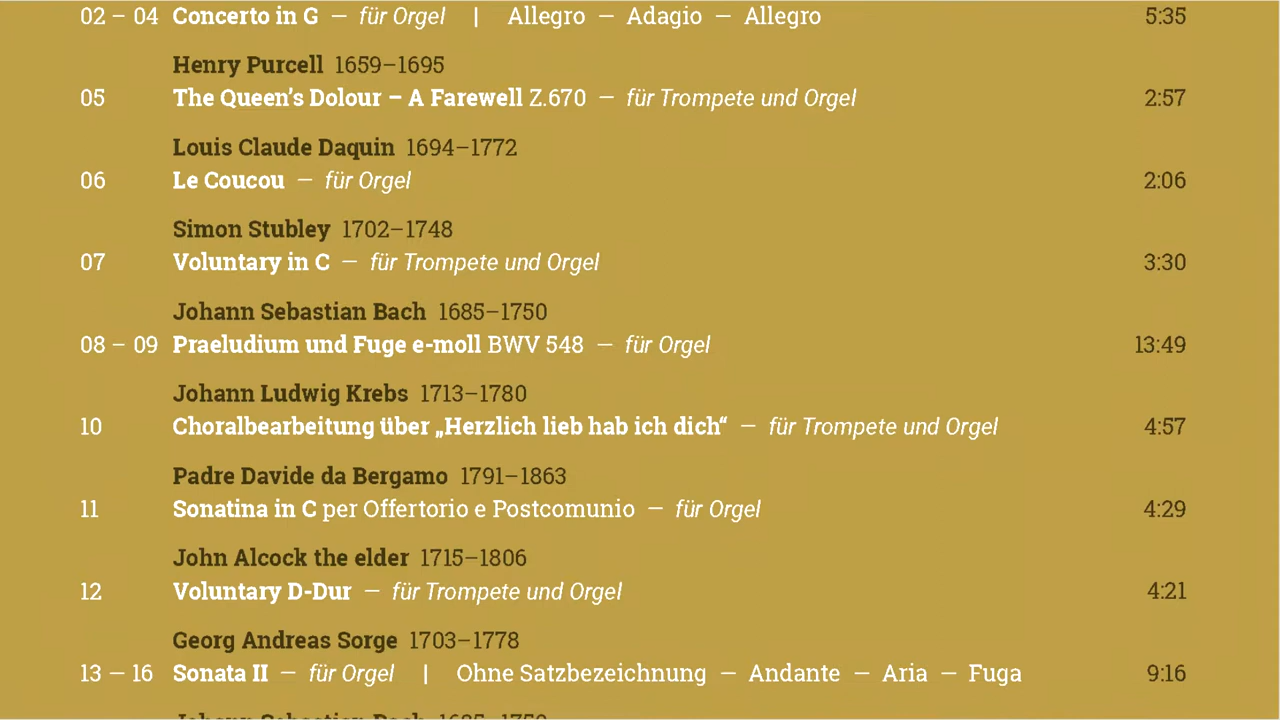 02 – 04 Concerto in G — für Orgel | Allegro — Adagio — Allegro 5:35
Henry Purcell 1659–1695
05 The Queen’s Dolour – A Farewell Z.670 — für Trompete und Orgel 2:57
Louis Claude Daquin 1694–1772
06 Le Coucou — für Orgel 2:06
Simon Stubley 1702–1748
07 Voluntary in C — für Trompete und Orgel 3:30
Johann Sebastian Bach 1685–1750
08 – 09 Praeludium und Fuge e-moll BWV 548 — für Orgel 13:49
Johann Ludwig Krebs 1713–1780
10 Choralbearbeitung über „Herzlich lieb hab ich dich“ — für Trompete und Orgel 4:57
Padre Davide da Bergamo 1791–1863
11 Sonatina in C per Offertorio e Postcomunio — für Orgel 4:29
John Alcock the elder 1715–1806
12 Voluntary D-Dur — für Trompete und Orgel 4:21
Georg Andreas Sorge 1703–1778
13 – 16 Sonata II — für Orgel | Ohne Satzbezeichnung — Andante — Aria — Fuga 9:16
Johann Sebastian Bach 1685–1750